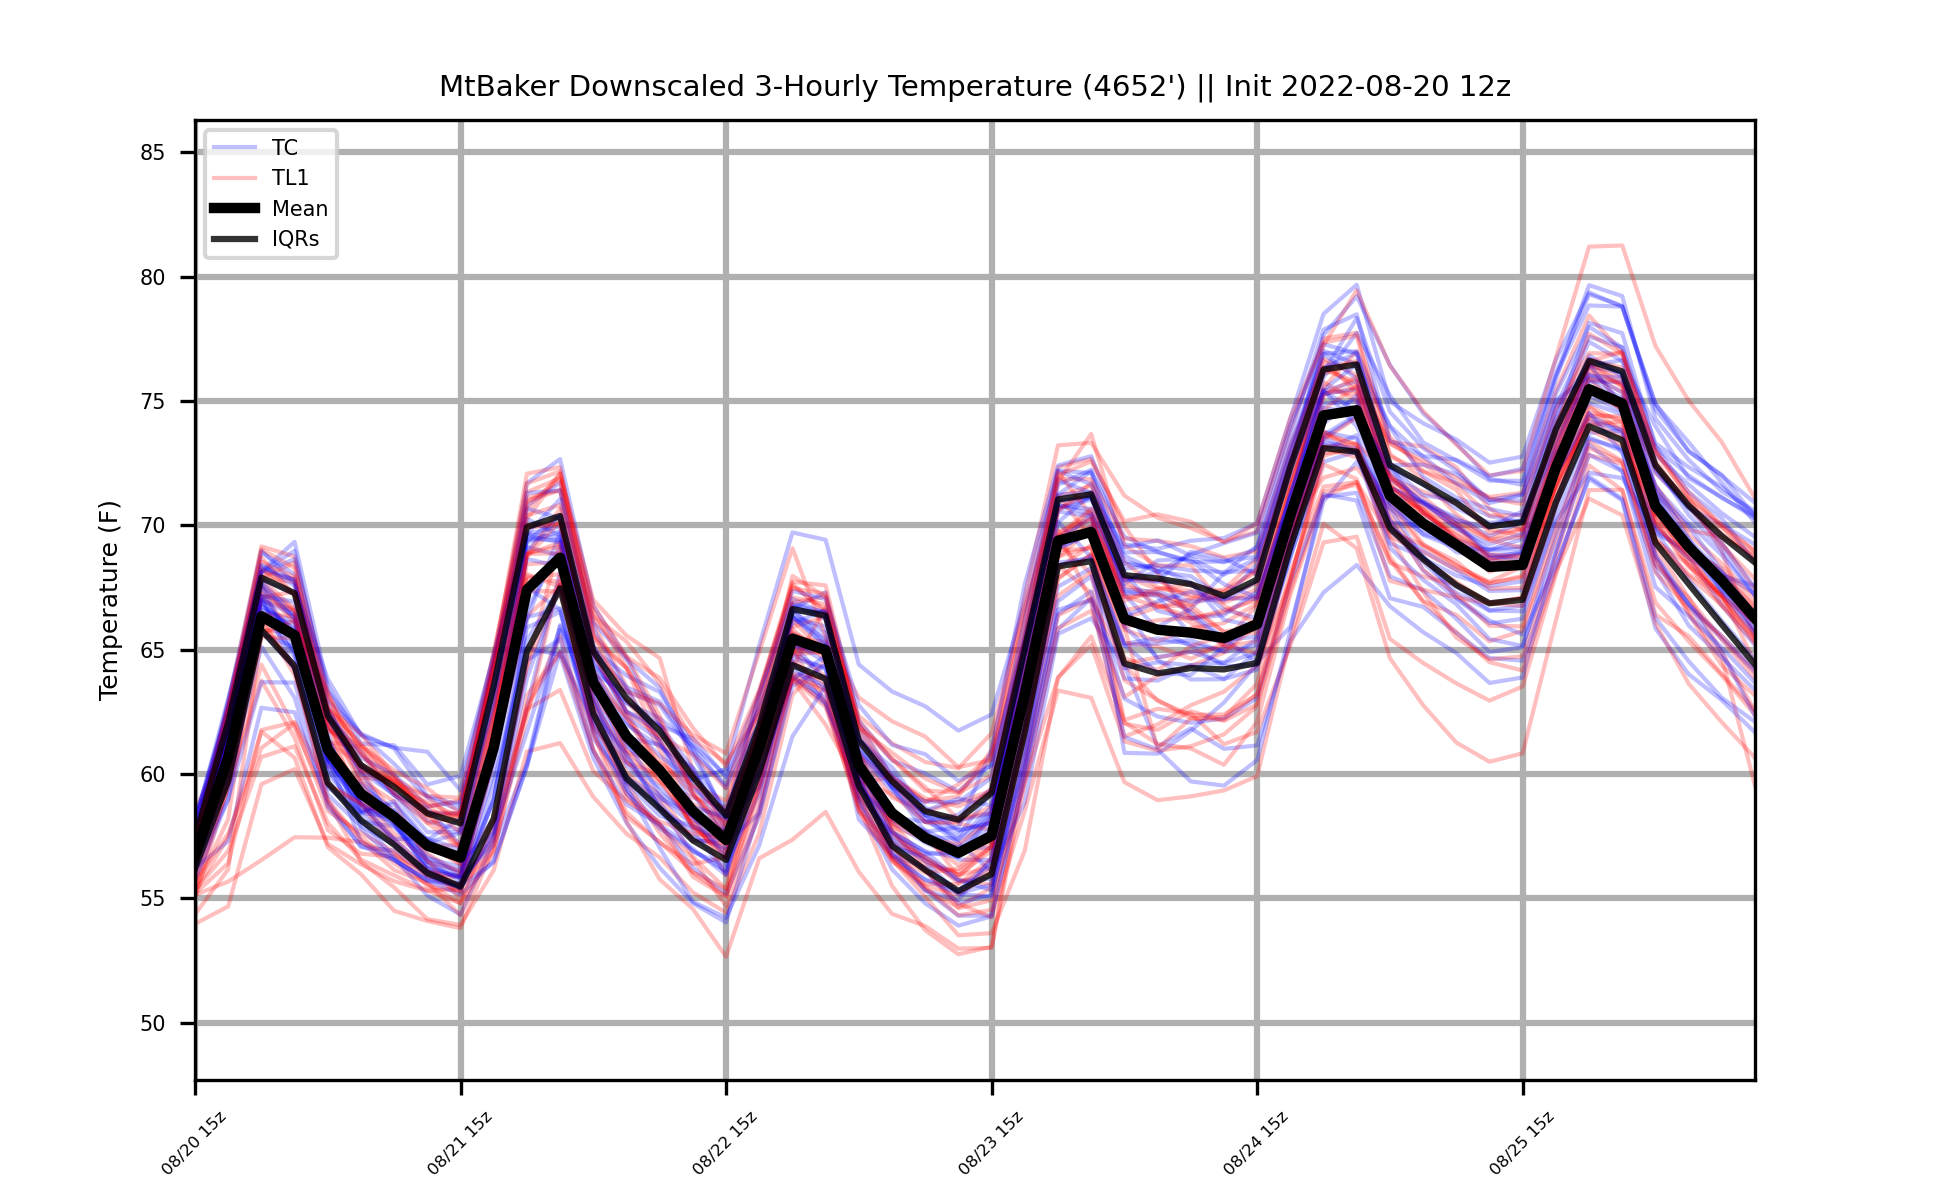 MtBaker Downscaled 3-Hourly Temperature (4652') || Init 2022-08-20 12z
TC
TL1
Mean
IQRs
Temperature (F)
85
80
75
70
65
60
55
50
08/20 15z
08/21 15z
08/22 15z
08/23 15z
08/24 15z
08/25 15z